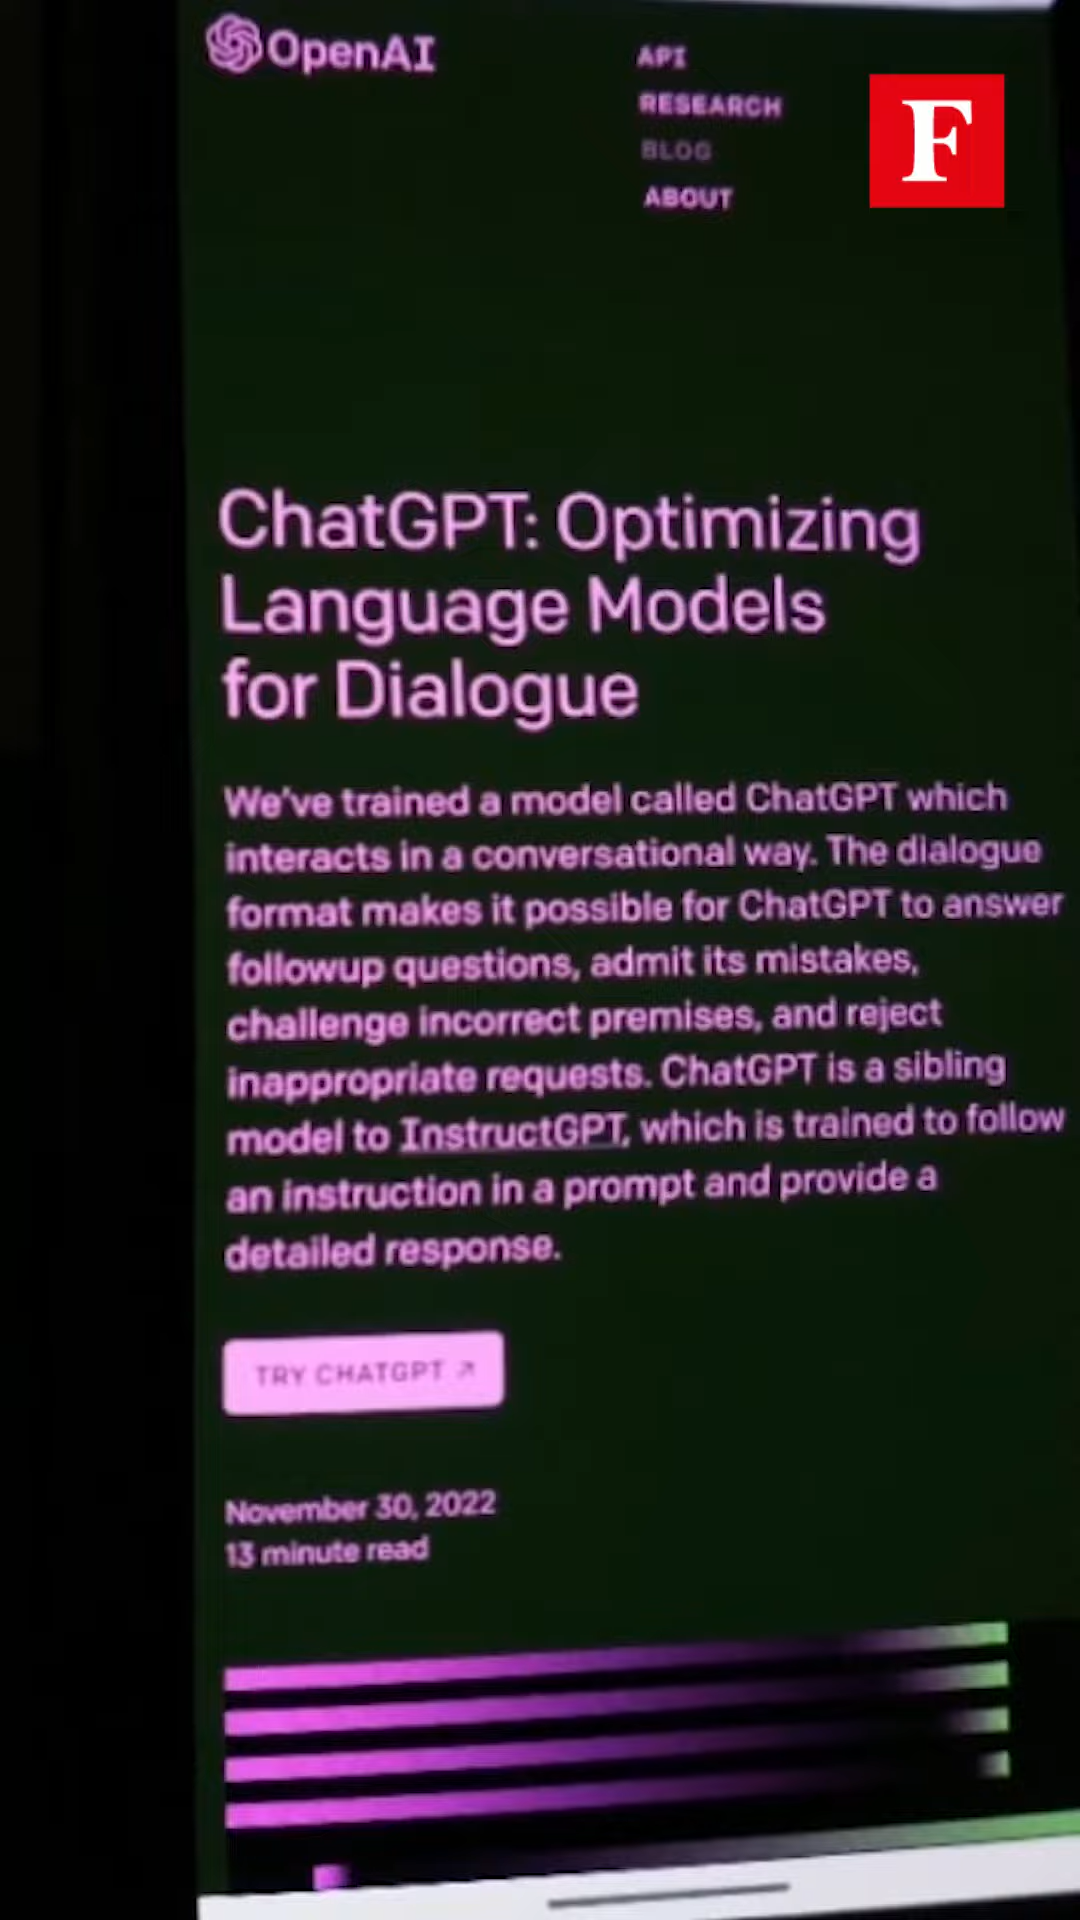 OpenAI
API
RESEARCH
BLOG
ABOUT
F
ChatGPT: Optimizing
Language Models
for Dialogue
We've trained a model called ChatGPT which
interacts in a conversational way. The dialogue
format makes it possible for ChatGPT to answer
followup questions, admit its mistakes,
challenge incorrect premises, and reject
inappropriate requests. ChatGPT is a sibling
model to InstructGPT, which is trained to follow
an instruction in a prompt and provide a
detailed response.
TRY CHATGPT ↗
November 30, 2022
13 minute read